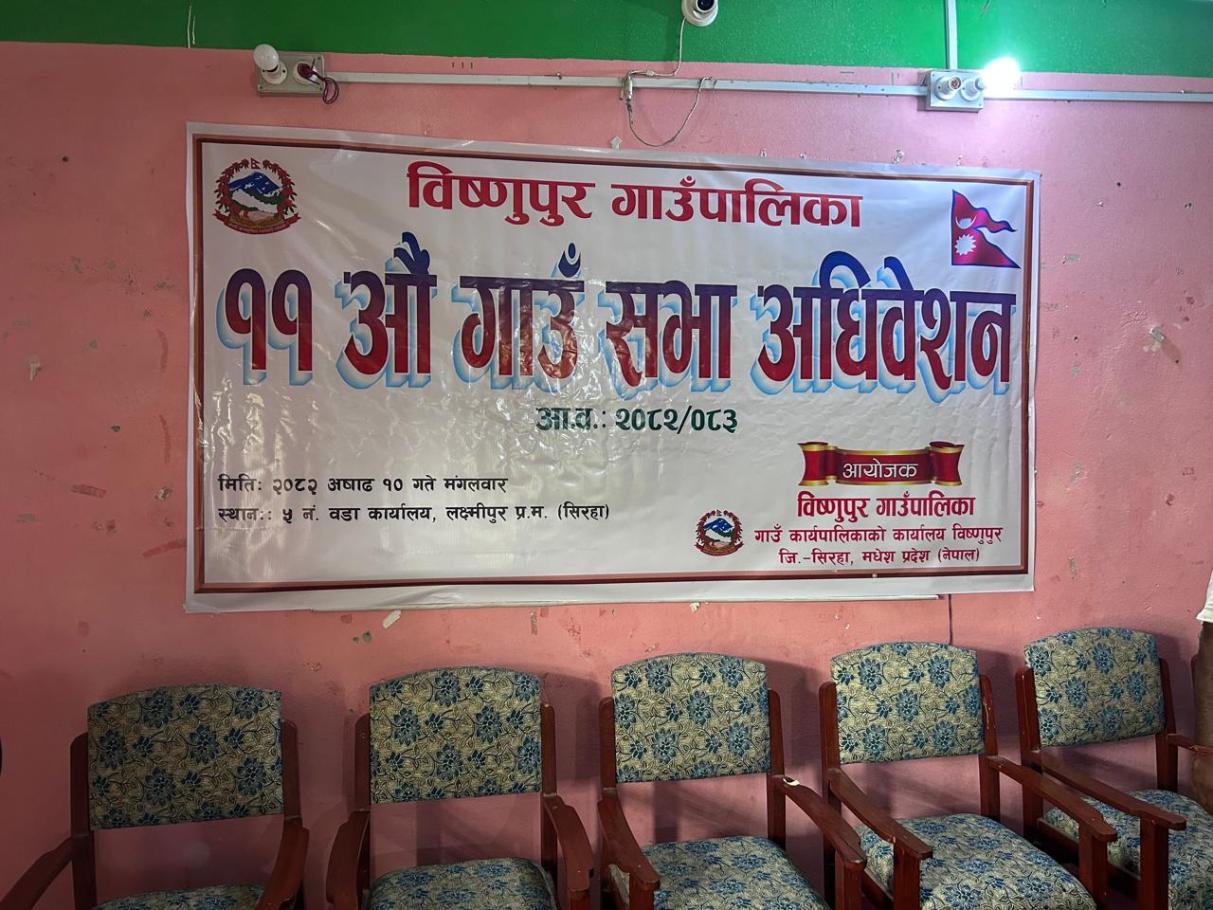 विष्णुपुर गाउँपालिका
११ औं गाउँ सभा अधिवेशन
आ.व.: २०८२/०८३
मिति: २०८२ अषाढ १० गते मंगलवार
स्थान:: ५ नं. वडा कार्यालय, लक्ष्मीपुर प्र.म. (सिरहा)
आयोजक
विष्णुपुर गाउँपालिका
गाउँ कार्यपालिकाको कार्यालय विष्णुपुर
जि.-सिरहा, मधेश प्रदेश (नेपाल)